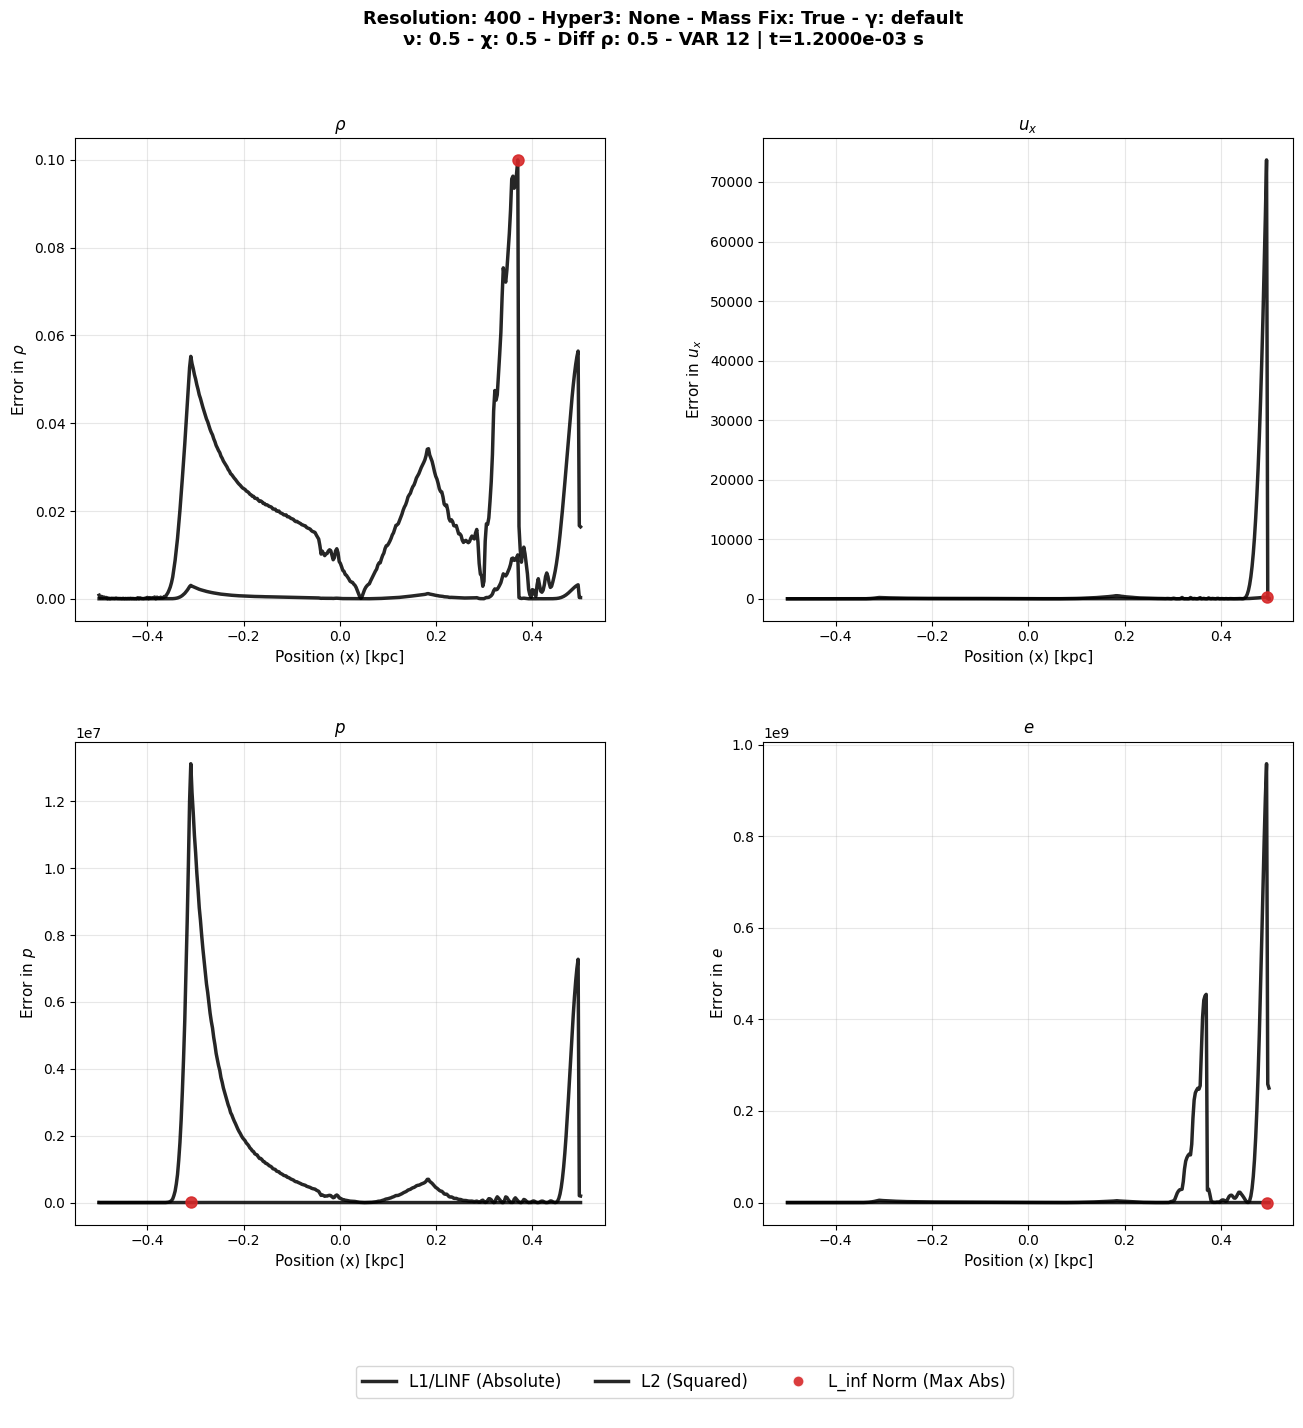 Resolution: 400 - Hyper3: None - Mass Fix: True - γ: default
ν: 0.5 - χ: 0.5 - Diff ρ: 0.5 - VAR 12 | t=1.2000e-03 s
ρ
0.10
0.08
0.06
0.04
0.02
0.00
Error in ρ
−0.4 −0.2 0.0 0.2 0.4
Position (x) [kpc]
u_x
70000
60000
50000
40000
30000
20000
10000
0
Error in u_x
−0.4 −0.2 0.0 0.2 0.4
Position (x) [kpc]
p
1e7
1.2
1.0
0.8
0.6
0.4
0.2
0.0
Error in p
−0.4 −0.2 0.0 0.2 0.4
Position (x) [kpc]
e
1e9
1.0
0.8
0.6
0.4
0.2
0.0
Error in e
−0.4 −0.2 0.0 0.2 0.4
Position (x) [kpc]
L1/LINF (Absolute) L2 (Squared) L_inf Norm (Max Abs)